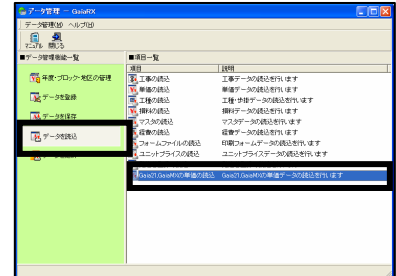 データ管理 - GaiaRX
データ管理(M) ヘルプ(H)
マニュアル 閉じる
■データ管理機能一覧
年度・ブロック・地区の管理
データを登録
データを保存
データを読込
■項目一覧
項目 説明
工事の読込 工事データの読込を行います
単価の読込 単価データの読込を行います
工種の読込 工種・歩掛データの読込を行います
損料の読込 損料データの読込を行います
マスタの読込 マスタデータの読込を行います
経費の読込 経費データの読込を行います
フォームファイルの読込 印刷フォームデータの読込を行います
ユニットプライスの読込 ユニットプライスデータの読込を行います
Gaia21,GaiaMXの単価の読込 Gaia21,GaiaMXの単価データの読込を行います